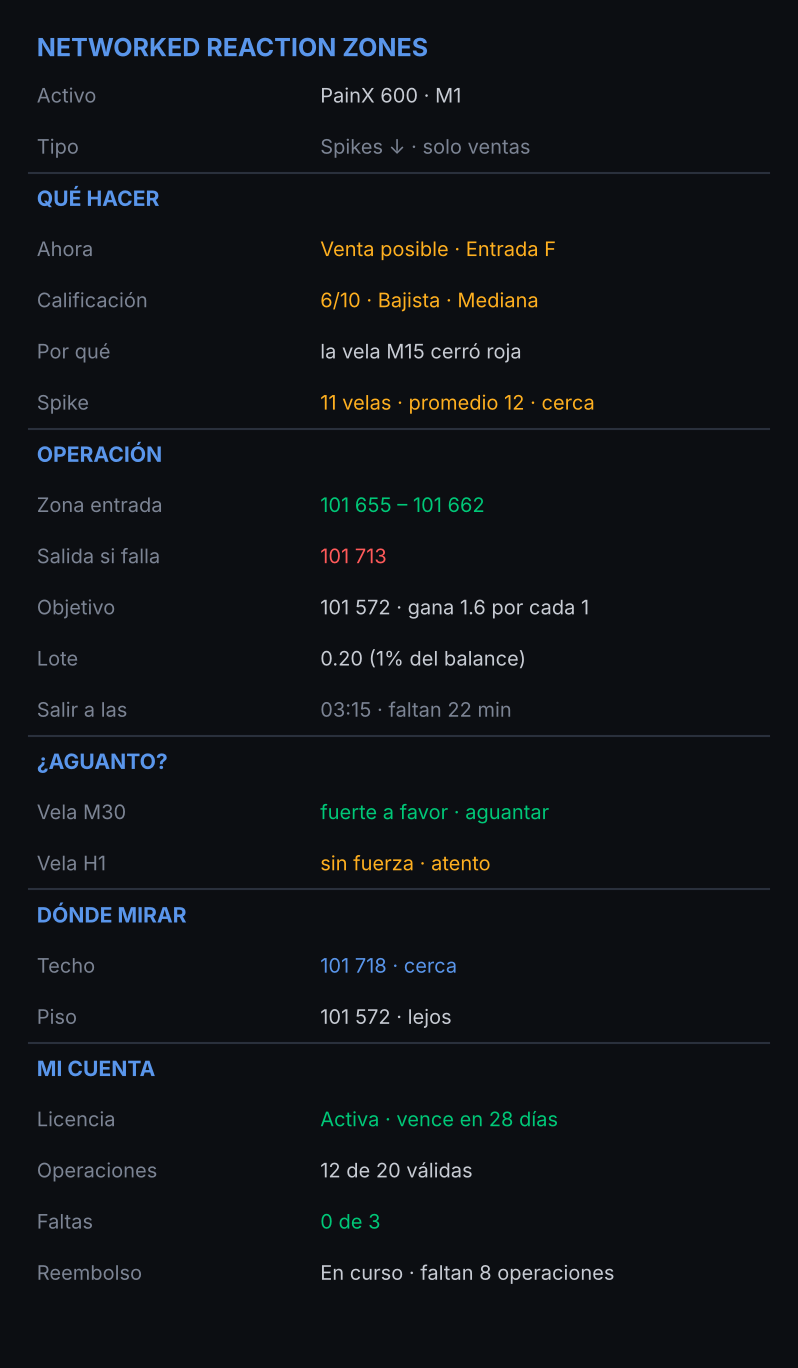 NETWORKED REACTION ZONES
Activo PainX 600 · M1
Tipo Spikes ↓ · solo ventas
QUÉ HACER
Ahora Venta posible · Entrada F
Calificación 6/10 · Bajista · Mediana
Por qué la vela M15 cerró roja
Spike 11 velas · promedio 12 · cerca
OPERACIÓN
Zona entrada 101 655 – 101 662
Salida si falla 101 713
Objetivo 101 572 · gana 1.6 por cada 1
Lote 0.20 (1% del balance)
Salir a las 03:15 · faltan 22 min
¿AGUANTO?
Vela M30 fuerte a favor · aguantar
Vela H1 sin fuerza · atento
DÓNDE MIRAR
Techo 101 718 · cerca
Piso 101 572 · lejos
MI CUENTA
Licencia Activa · vence en 28 días
Operaciones 12 de 20 válidas
Faltas 0 de 3
Reembolso En curso · faltan 8 operaciones